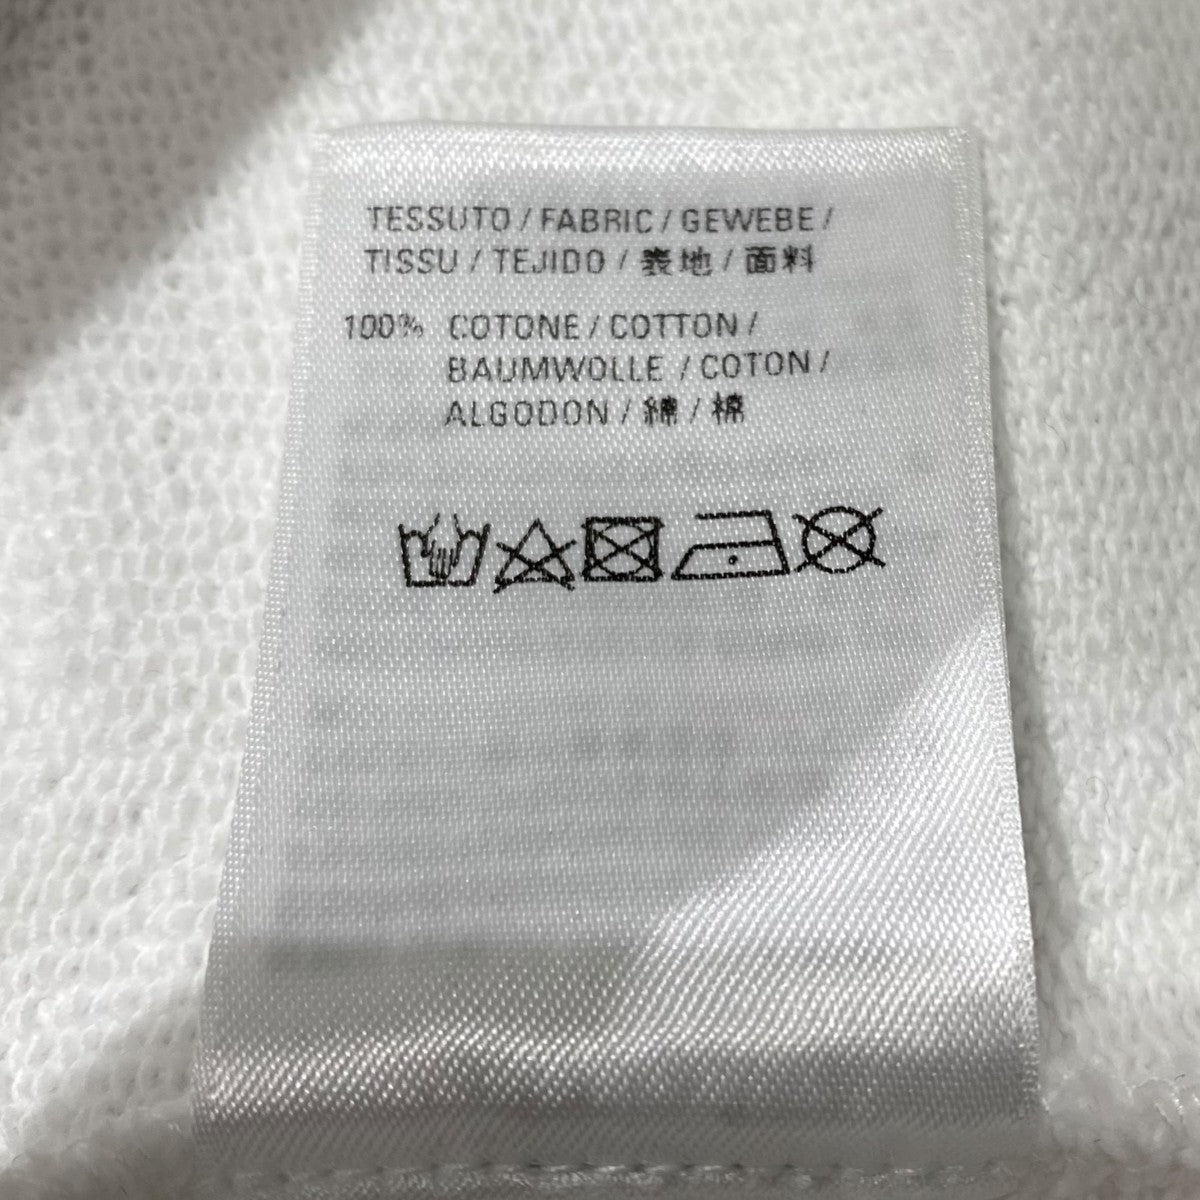 TESSUTO / FABRIC / GEWEBE /
TISSU / TEJIDO / 表地 / 面料
100% COTONE / COTTON /
BAUMWOLLE / COTON /
ALGODON / 綿 / 棉